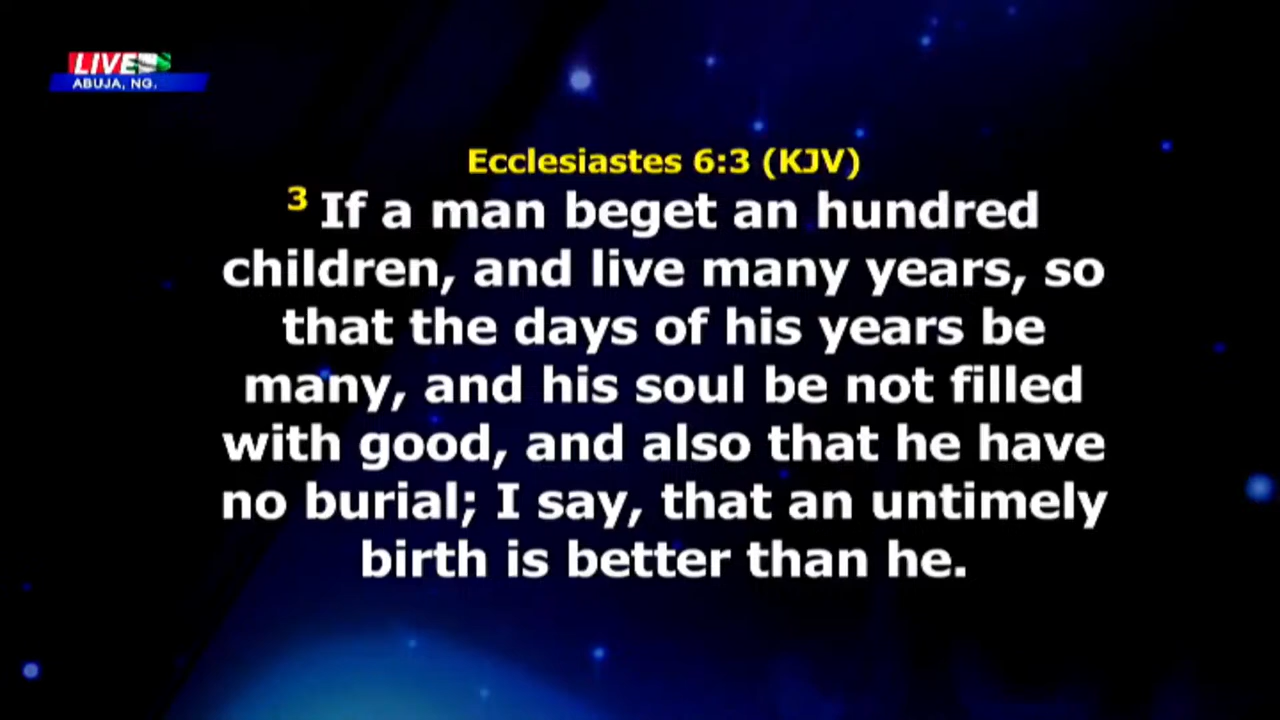 LIVE
ABUJA, NG.
Ecclesiastes 6:3 (KJV)
3 If a man beget an hundred
children, and live many years, so
that the days of his years be
many, and his soul be not filled
with good, and also that he have
no burial; I say, that an untimely
birth is better than he.